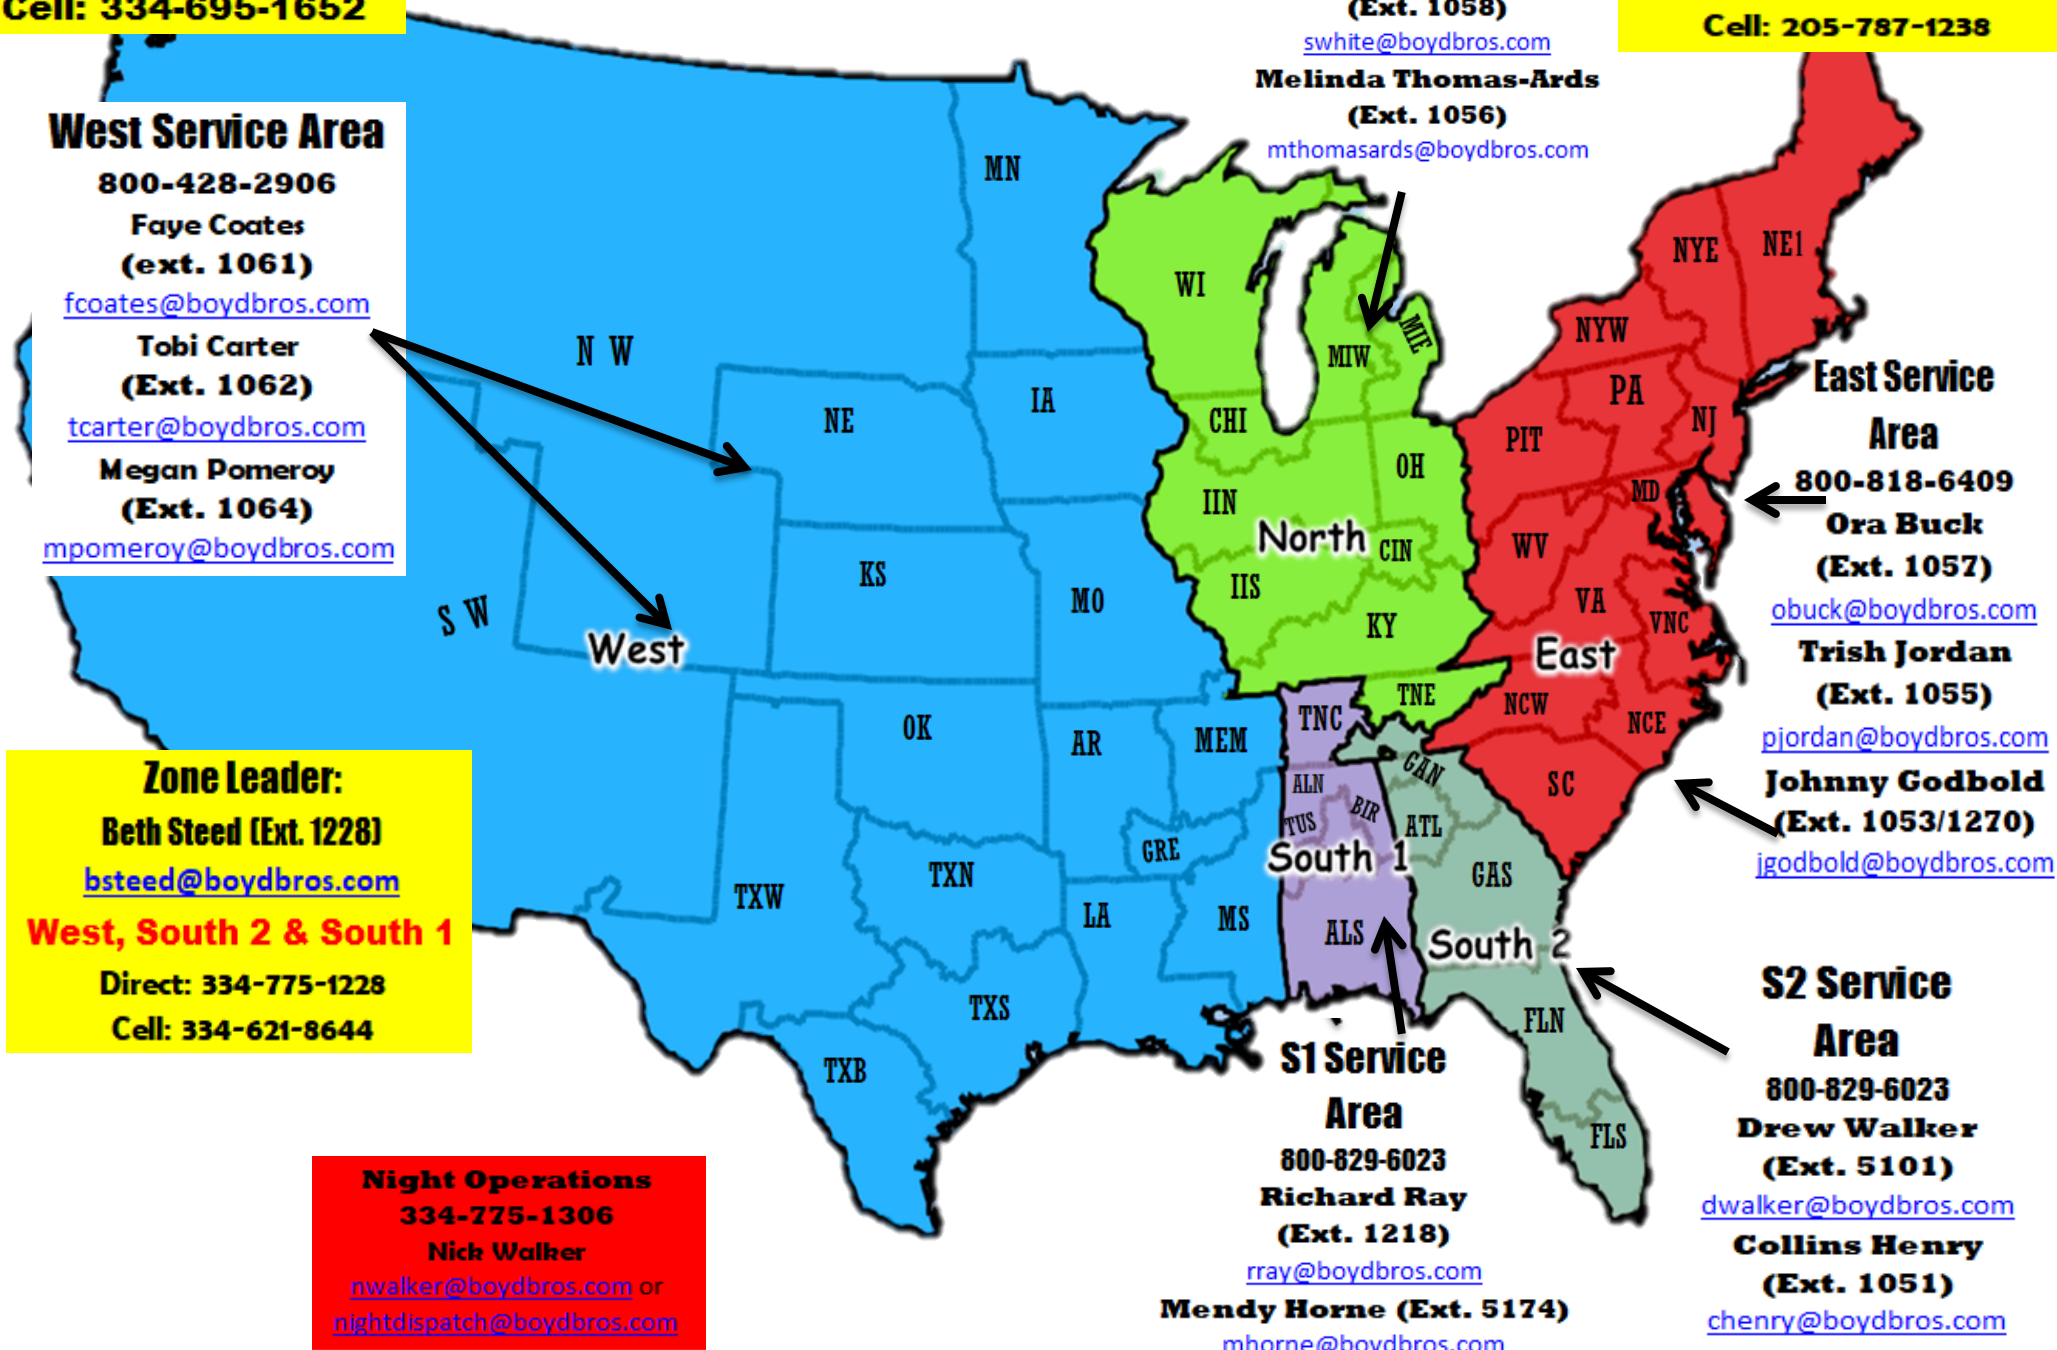 Cell: 334-695-1652
(Ext. 1058)
swhite@boydbros.com
Melinda Thomas-Ards
(Ext. 1056)
mthomasards@boydbros.com
Cell: 205-787-1238
West Service Area
800-428-2906
Faye Coates
(ext. 1061)
fcoates@boydbros.com
Tobi Carter
(Ext. 1062)
tcarter@boydbros.com
Megan Pomeroy
(Ext. 1064)
mpomeroy@boydbros.com
MN
N W
NE
IA
KS
MO
S W
West
OK
AR
MEM
GRE
TXW
TXN
LA
MS
TXS
TXB
WI
MIW
MIE
CHI
OH
IIN
North
CIN
IIS
KY
TNE
NYE
NE1
NYW
PA
NJ
PIT
MD
WV
VA
VNC
East
NCW
NCE
SC
TNC
ALN
TUS
BIR
South 1
ALS
GAN
ATL
GAS
South 2
FLN
FLS
East Service
Area
800-818-6409
Ora Buck
(Ext. 1057)
obuck@boydbros.com
Trish Jordan
(Ext. 1055)
pjordan@boydbros.com
Johnny Godbold
(Ext. 1053/1270)
jgodbold@boydbros.com
Zone Leader:
Beth Steed (Ext. 1228)
bsteed@boydbros.com
West, South 2 & South 1
Direct: 334-775-1228
Cell: 334-621-8644
Night Operations
334-775-1306
Nick Walker
nwalker@boydbros.com or
nightdispatch@boydbros.com
S1 Service
Area
800-829-6023
Richard Ray
(Ext. 1218)
rray@boydbros.com
Mendy Horne (Ext. 5174)
mhorne@boydbros.com
S2 Service
Area
800-829-6023
Drew Walker
(Ext. 5101)
dwalker@boydbros.com
Collins Henry
(Ext. 1051)
chenry@boydbros.com